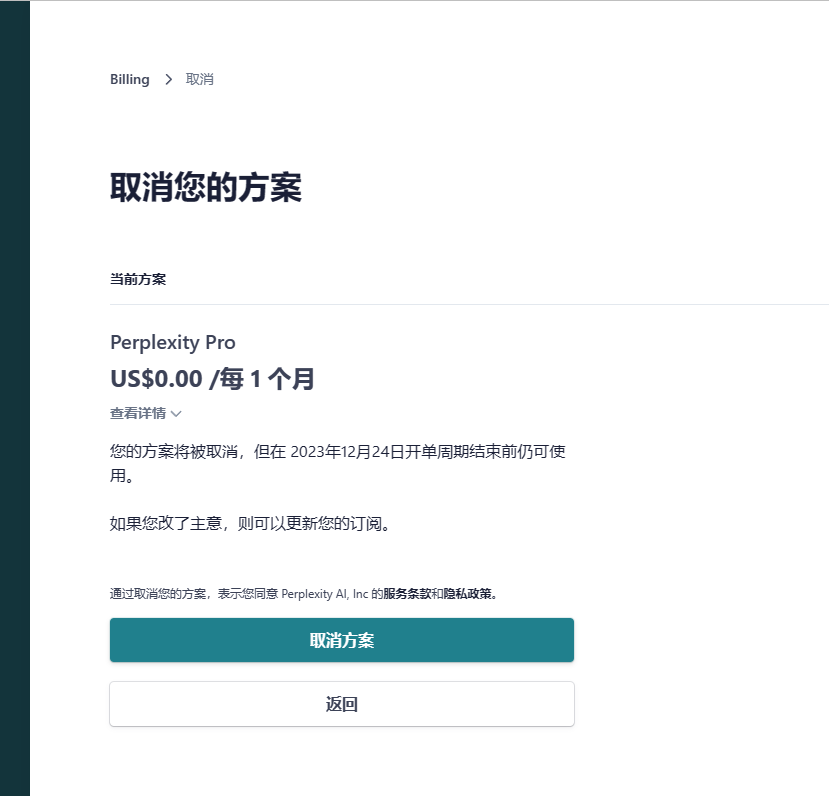 Billing > 取消
取消您的方案
当前方案
Perplexity Pro
US$0.00 /每 1 个月
查看详情
您的方案将被取消，但在 2023年12月24日开单周期结束前仍可使
用。
如果您改了主意，则可以更新您的订阅。
通过取消您的方案，表示您同意 Perplexity AI, Inc 的服务条款和隐私政策。
取消方案
返回